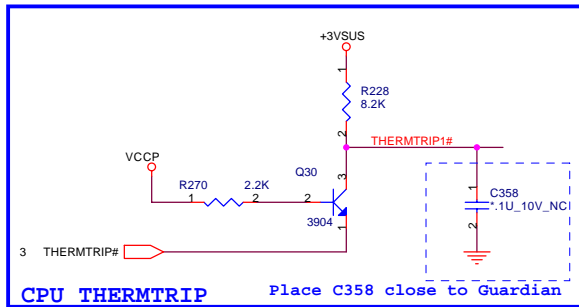 +3VSUS
1
R228
8.2K
2
THERMTRIP1#
VCCP
R270
2.2K
Q30
3
1
2
2
3904
1
1
C358
*.1U_10V_NC
2
3 THERMTRIP#
CPU THERMTRIP
Place C358 close to Guardian